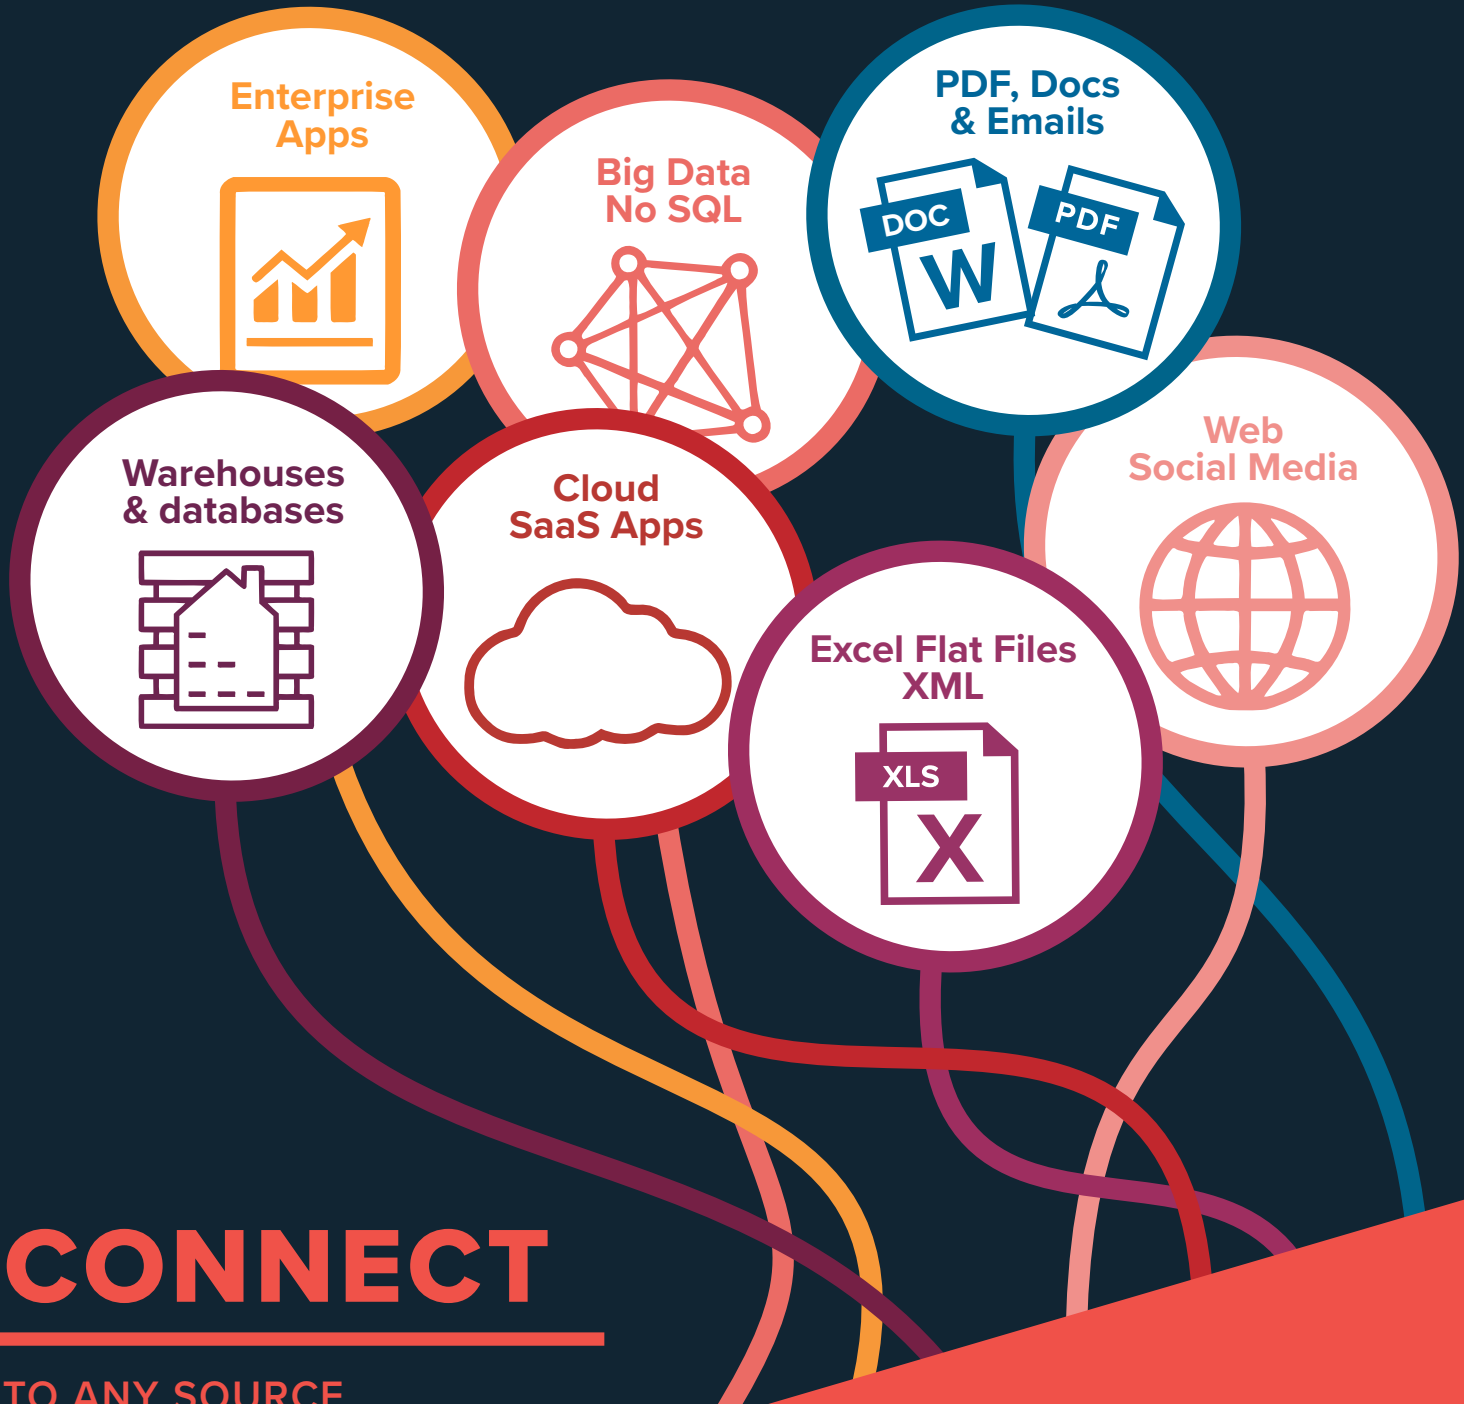 Enterprise
Apps
Big Data
No SQL
PDF, Docs
& Emails
DOC
W
PDF
Web
Social Media
Warehouses
& databases
Cloud
SaaS Apps
Excel Flat Files
XML
XLS
X
CONNECT
TO ANY SOURCE